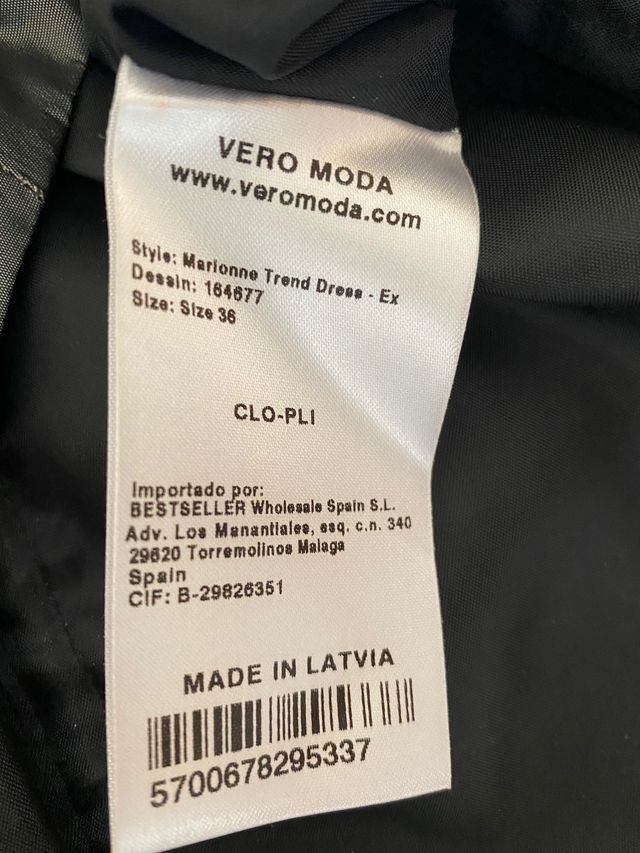 VERO MODA
www.veromoda.com
Style: Marionne Trend Dress - Ex
Dessin: 164677
Size: Size 36
CLO-PLI
Importado por:
BESTSELLER Wholesale Spain S.L.
Adv. Los Manantiales, esq. c.n. 340
29620 Torremolinos Malaga
Spain
CIF: B-29826351
MADE IN LATVIA
5700678295337